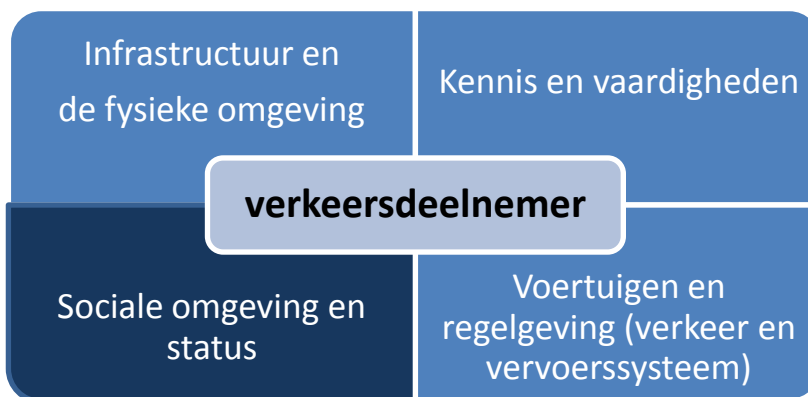 Infrastructuur en
de fysieke omgeving
Kennis en vaardigheden
verkeersdeelnemer
Sociale omgeving en
status
Voertuigen en
regelgeving (verkeer en
vervoerssysteem)